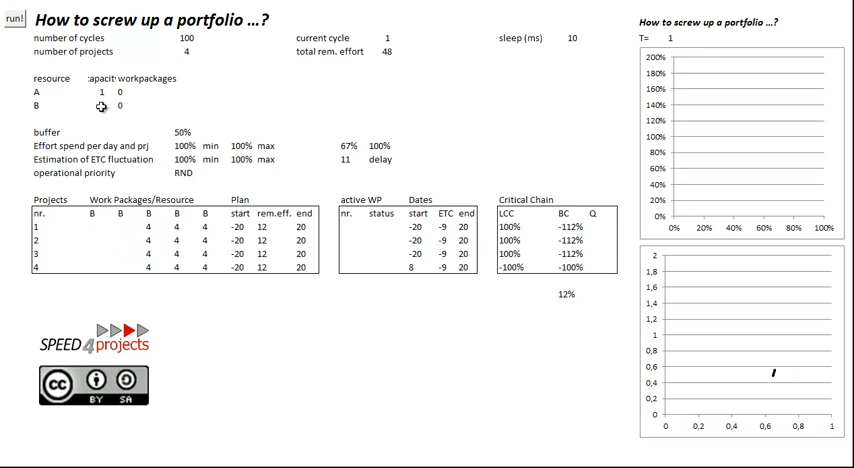 run! How to screw up a portfolio ...?
number of cycles 100 current cycle 1 sleep (ms) 10
number of projects 4 total rem. effort 48
resource :apacit workpackages
A 1 0
B 0
buffer 50%
Effort spend per day and prj 100% min 100% max 67% 100%
Estimation of ETC fluctuation 100% min 100% max 11 delay
operational priority RND
Projects Work Packages/Resource Plan active WP Dates Critical Chain
nr. B B B B B start rem.eff. end nr. status start ETC end LCC BC Q
1 4 4 4 -20 12 20 -20 -9 20 100% -112%
2 4 4 4 -20 12 20 -20 -9 20 100% -112%
3 4 4 4 -20 12 20 -20 -9 20 100% -112%
4 4 4 4 -20 12 20 8 -9 20 -100% -100%
12%
SPEED4projects
cc BY SA
How to screw up a portfolio ...?
T= 1
200%
180%
160%
140%
120%
100%
80%
60%
40%
20%
0%
0% 20% 40% 60% 80% 100%
2
1,8
1,6
1,4
1,2
1
0,8
0,6
0,4
0,2
0
0 0,2 0,4 0,6 0,8 1